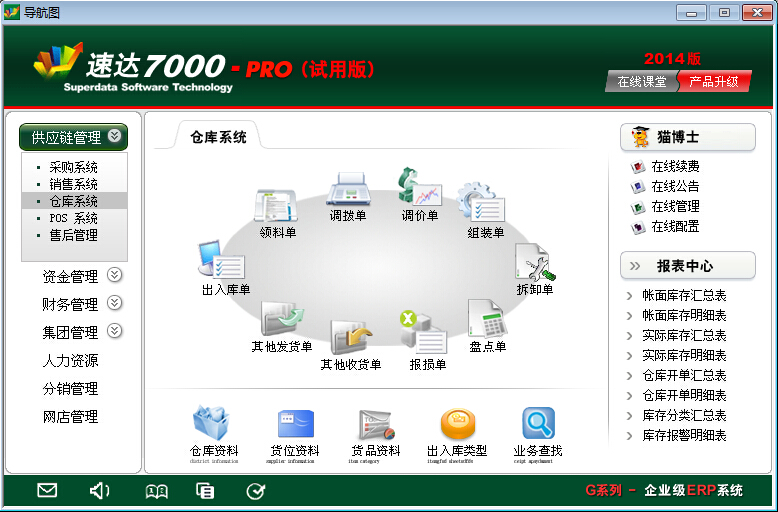 导航图
速达7000-PRO（试用版）
Superdata Software Technology
2014版
在线课堂 产品升级
供应链管理
采购系统
销售系统
仓库系统
POS 系统
售后管理
资金管理
财务管理
集团管理
人力资源
分销管理
网店管理
仓库系统
领料单
调拨单
调价单
组装单
出入库单
拆卸单
其他发货单
其他收货单
报损单
盘点单
仓库资料
district infomation
货位资料
supplier infomation
货品资料
item category
出入库类型
业务查找
猫博士
在线续费
在线公告
在线管理
在线配置
报表中心
帐面库存汇总表
帐面库存明细表
实际库存汇总表
实际库存明细表
仓库开单汇总表
仓库开单明细表
库存分类汇总表
库存报警明细表
G系列 - 企业级ERP系统